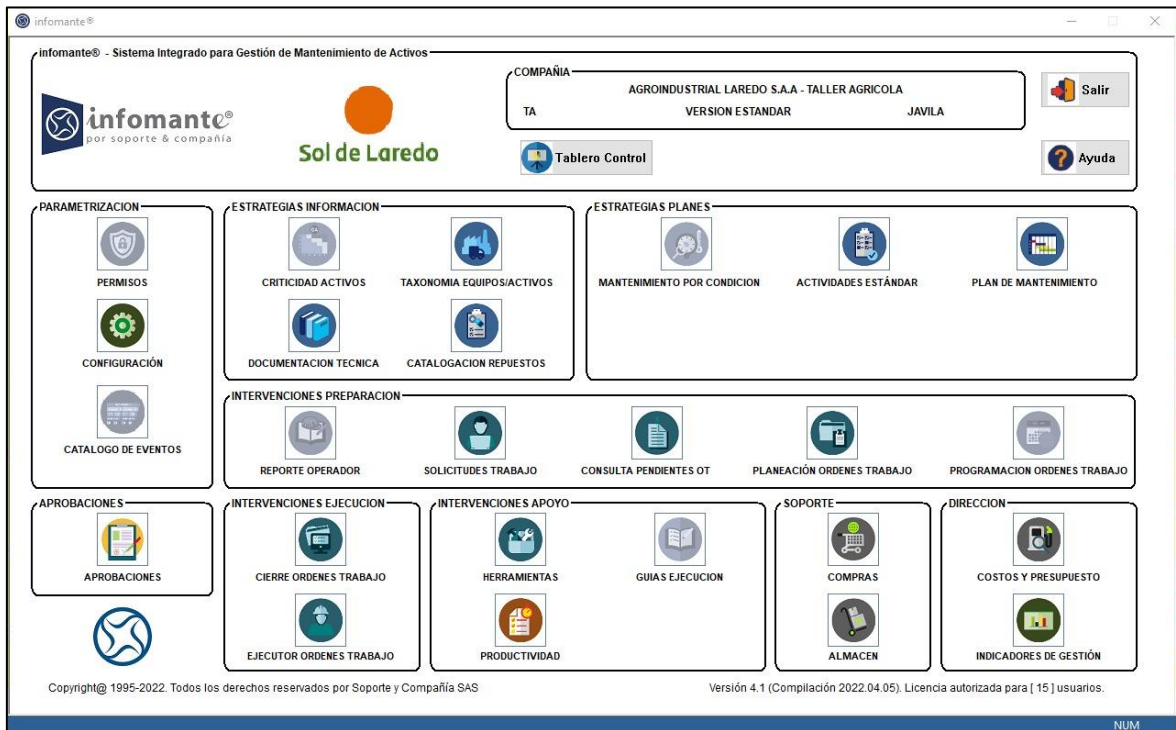 infomante®
infomante® - Sistema Integrado para Gestión de Mantenimiento de Activos
infomante®
por soporte & compañía
Sol de Laredo
COMPAÑIA
AGROINDUSTRIAL LAREDO S.A.A - TALLER AGRICOLA
TA VERSION ESTANDAR JAVILA
Salir
Tablero Control
Ayuda
PARAMETRIZACION
PERMISOS
CONFIGURACIÓN
CATALOGO DE EVENTOS
ESTRATEGIAS INFORMACION
CRITICIDAD ACTIVOS TAXONOMIA EQUIPOS/ACTIVOS
DOCUMENTACION TECNICA CATALOGACION REPUESTOS
ESTRATEGIAS PLANES
MANTENIMIENTO POR CONDICION ACTIVIDADES ESTÁNDAR PLAN DE MANTENIMIENTO
INTERVENCIONES PREPARACION
REPORTE OPERADOR SOLICITUDES TRABAJO CONSULTA PENDIENTES OT PLANEACIÓN ORDENES TRABAJO PROGRAMACION ORDENES TRABAJO
APROBACIONES
APROBACIONES
INTERVENCIONES EJECUCION
CIERRE ORDENES TRABAJO
EJECUTOR ORDENES TRABAJO
INTERVENCIONES APOYO
HERRAMIENTAS GUIAS EJECUCION
PRODUCTIVIDAD
SOPORTE
COMPRAS
ALMACEN
DIRECCION
COSTOS Y PRESUPUESTO
INDICADORES DE GESTIÓN
Copyright@ 1995-2022. Todos los derechos reservados por Soporte y Compañía SAS
Versión 4.1 (Compilación 2022.04.05). Licencia autorizada para [ 15 ] usuarios.
NUM